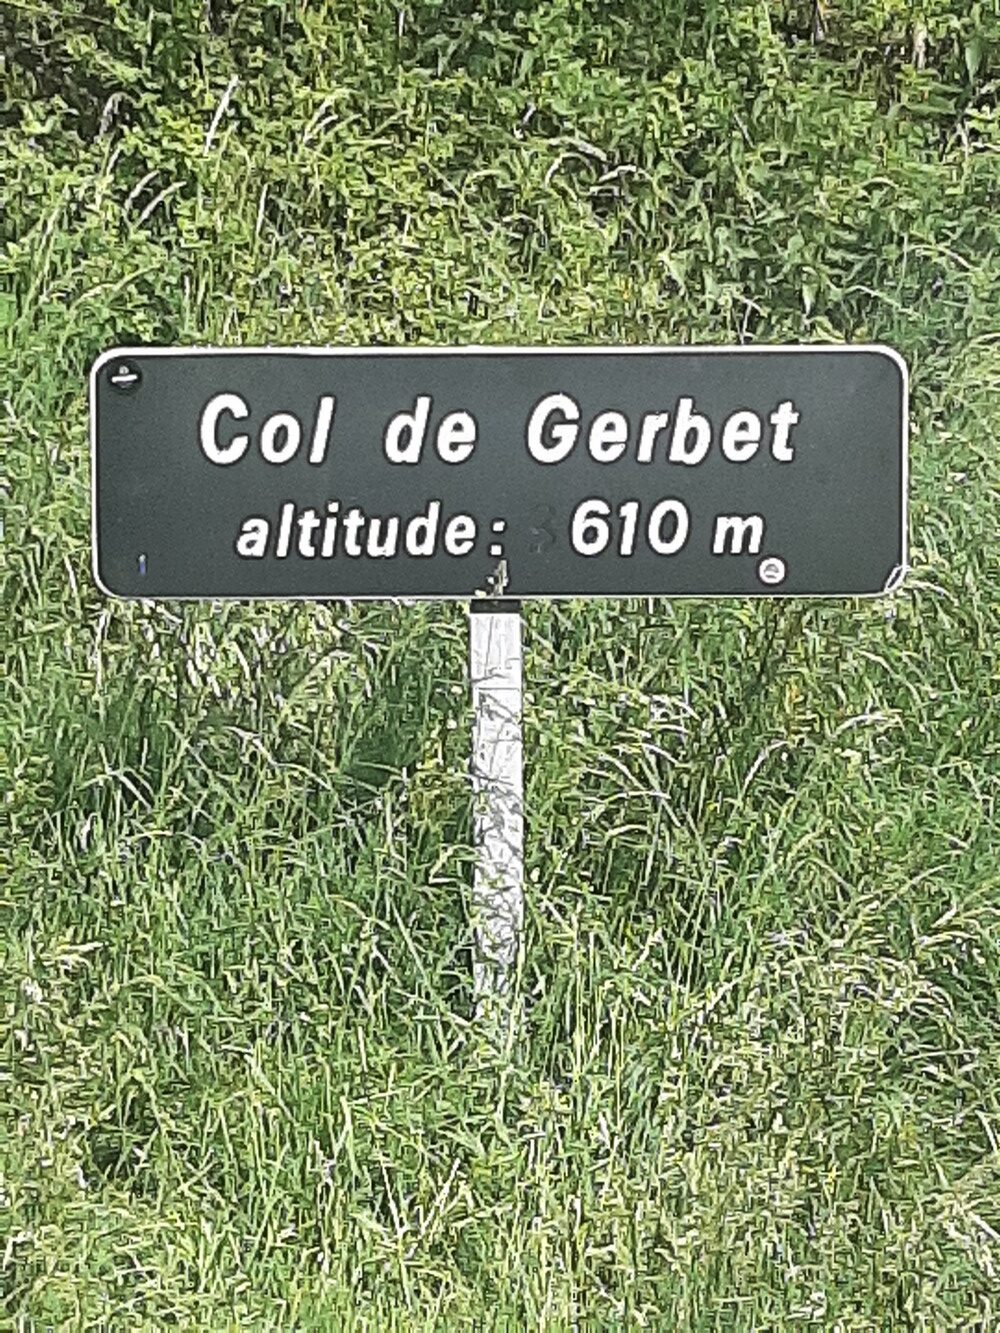 Col de Gerbet
altitude: 610 m